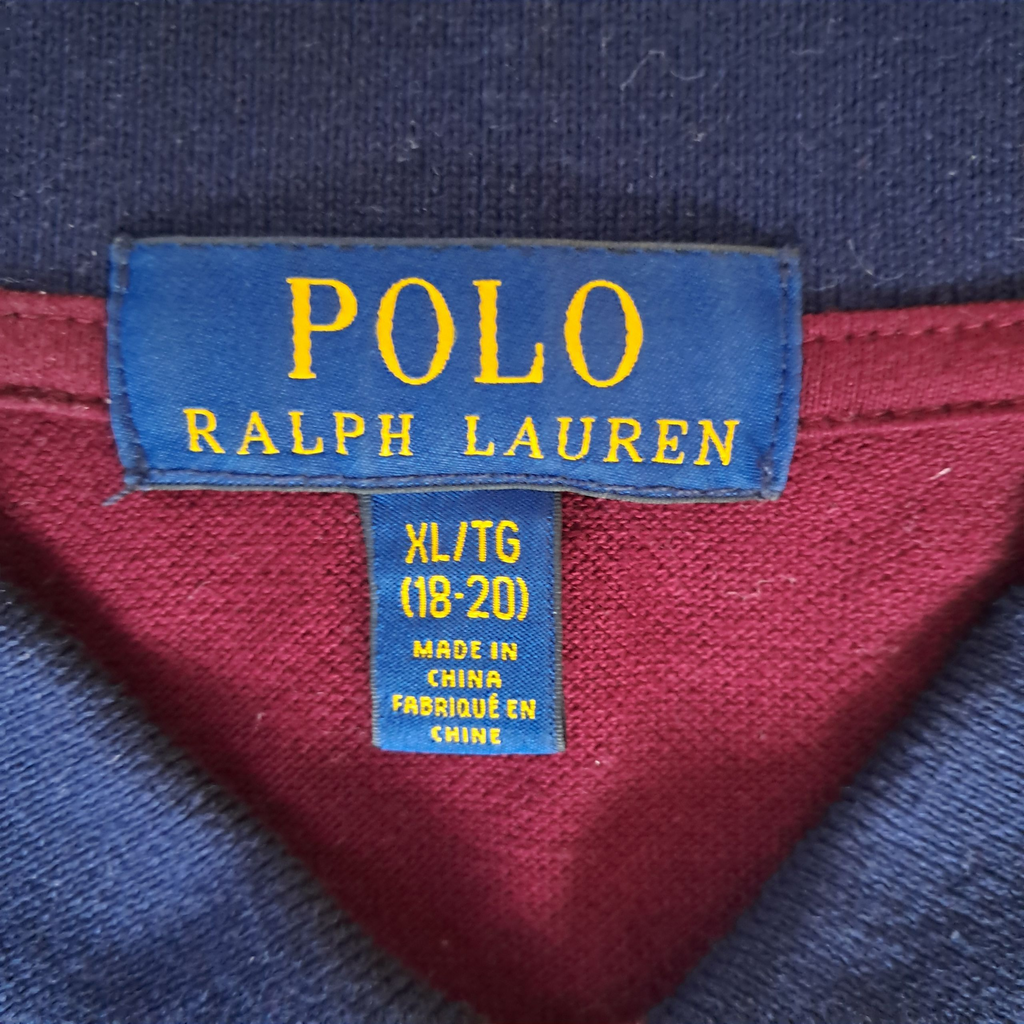 POLO
RALPH LAUREN
XL/TG
(18-20)
MADE IN
CHINA
FABRIQUÉ EN
CHINE